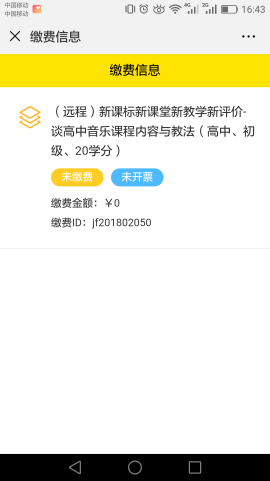 中国移动
中国移动
4G
2G
16:43
缴费信息
缴费信息
（远程）新课标新课堂新教学新评价-
谈高中音乐课程内容与教法（高中、初
级、20学分）
未缴费 未开票
缴费金额：￥0
缴费ID：jf201802050